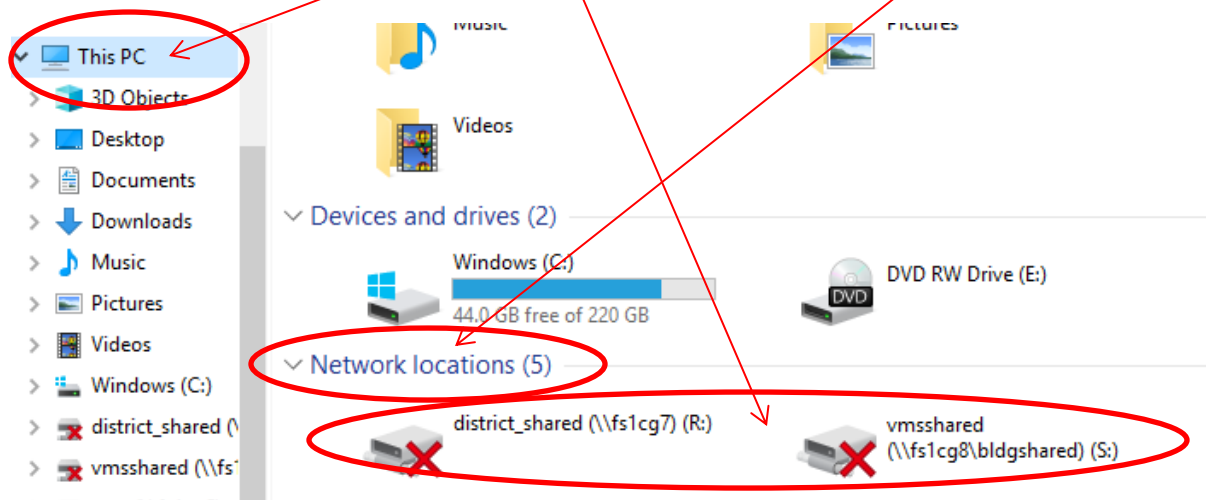 This PC
3D Objects
Desktop
Documents
Downloads
Music
Pictures
Videos
Windows (C:)
district_shared (\
vmsshared (\\fs1
Music
Pictures
Videos
Devices and drives (2)
Windows (C:)
44.0 GB free of 220 GB
DVD RW Drive (E:)
DVD
Network locations (5)
district_shared (\\fs1cg7) (R:)
vmsshared
(\\fs1cg8\bldgshared) (S:)